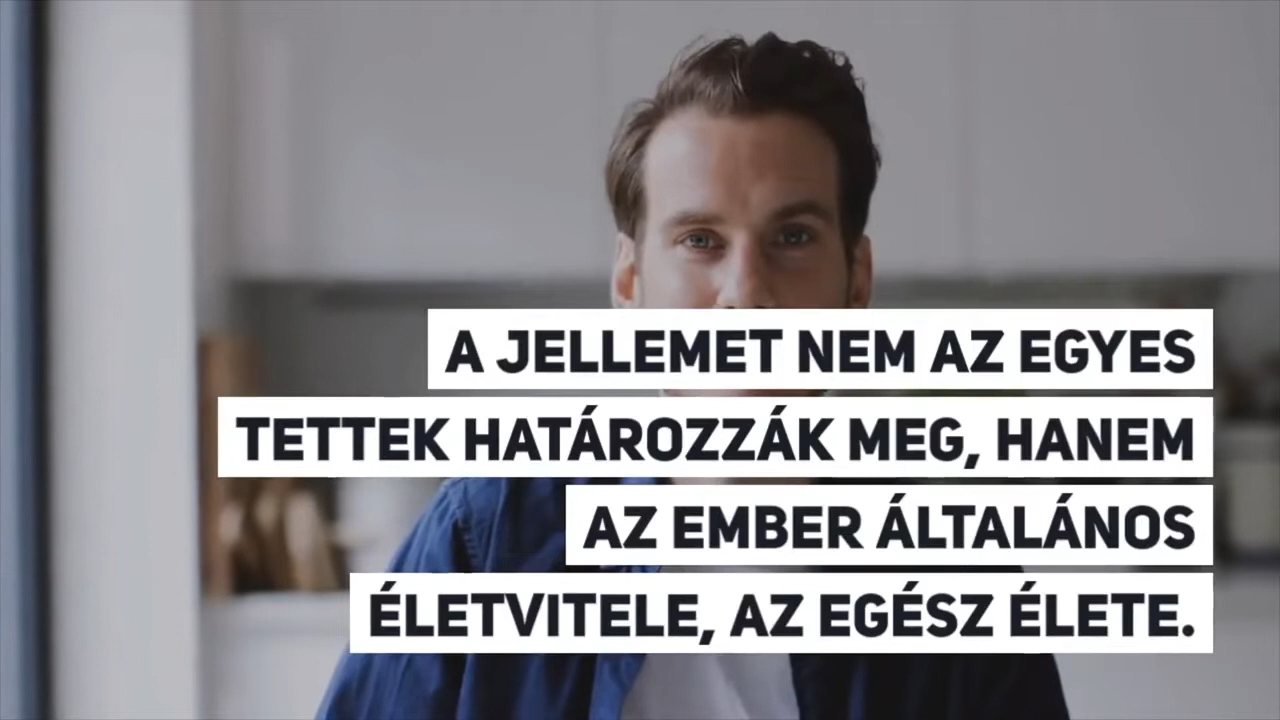 A JELLEMET NEM AZ EGYES
TETTEK HATÁROZZÁK MEG, HANEM
AZ EMBER ÁLTALÁNOS
ÉLETVITELE, AZ EGÉSZ ÉLETE.